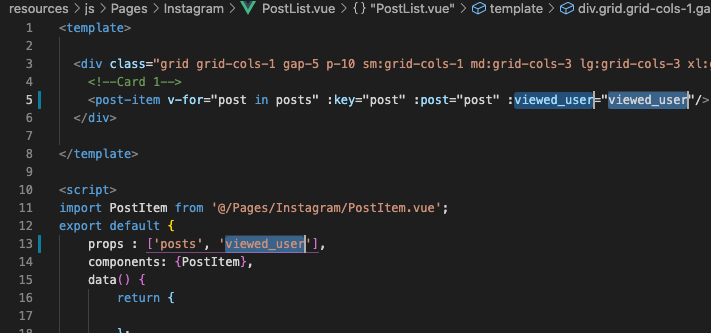 resources > js > Pages > Instagram > PostList.vue > {} "PostList.vue" > template > div.grid.grid-cols-1.ga
1 <template>
2
3 <div class="grid grid-cols-1 gap-5 p-10 sm:grid-cols-1 md:grid-cols-3 lg:grid-cols-3 xl:g
4 <!--Card 1-->
5 <post-item v-for="post in posts" :key="post" :post="post" :viewed_user="viewed_user"/>
6 </div>
7
8 </template>
9
10 <script>
11 import PostItem from '@/Pages/Instagram/PostItem.vue';
12 export default {
13 props : ['posts', 'viewed_user'],
14 components: {PostItem},
15 data() {
16 return {
17
18 };